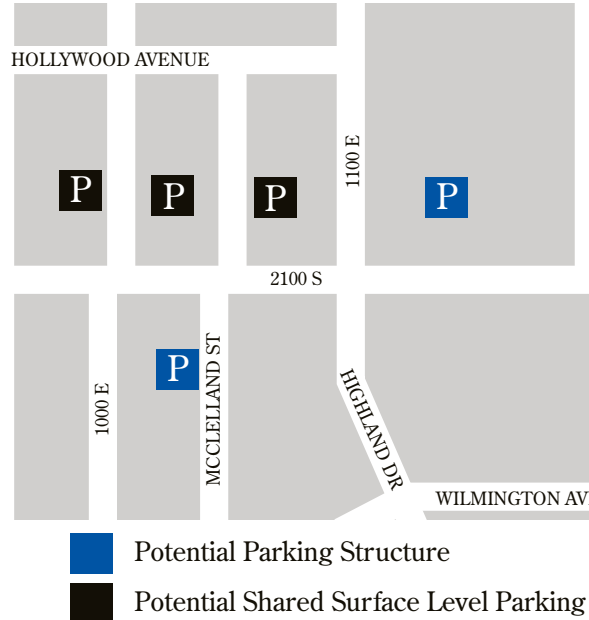 HOLLYWOOD AVENUE
1100 E
P
P
P
P
2100 S
P
1000 E
MCCLELLAND ST
HIGHLAND DR
WILMINGTON AV
Potential Parking Structure
Potential Shared Surface Level Parking